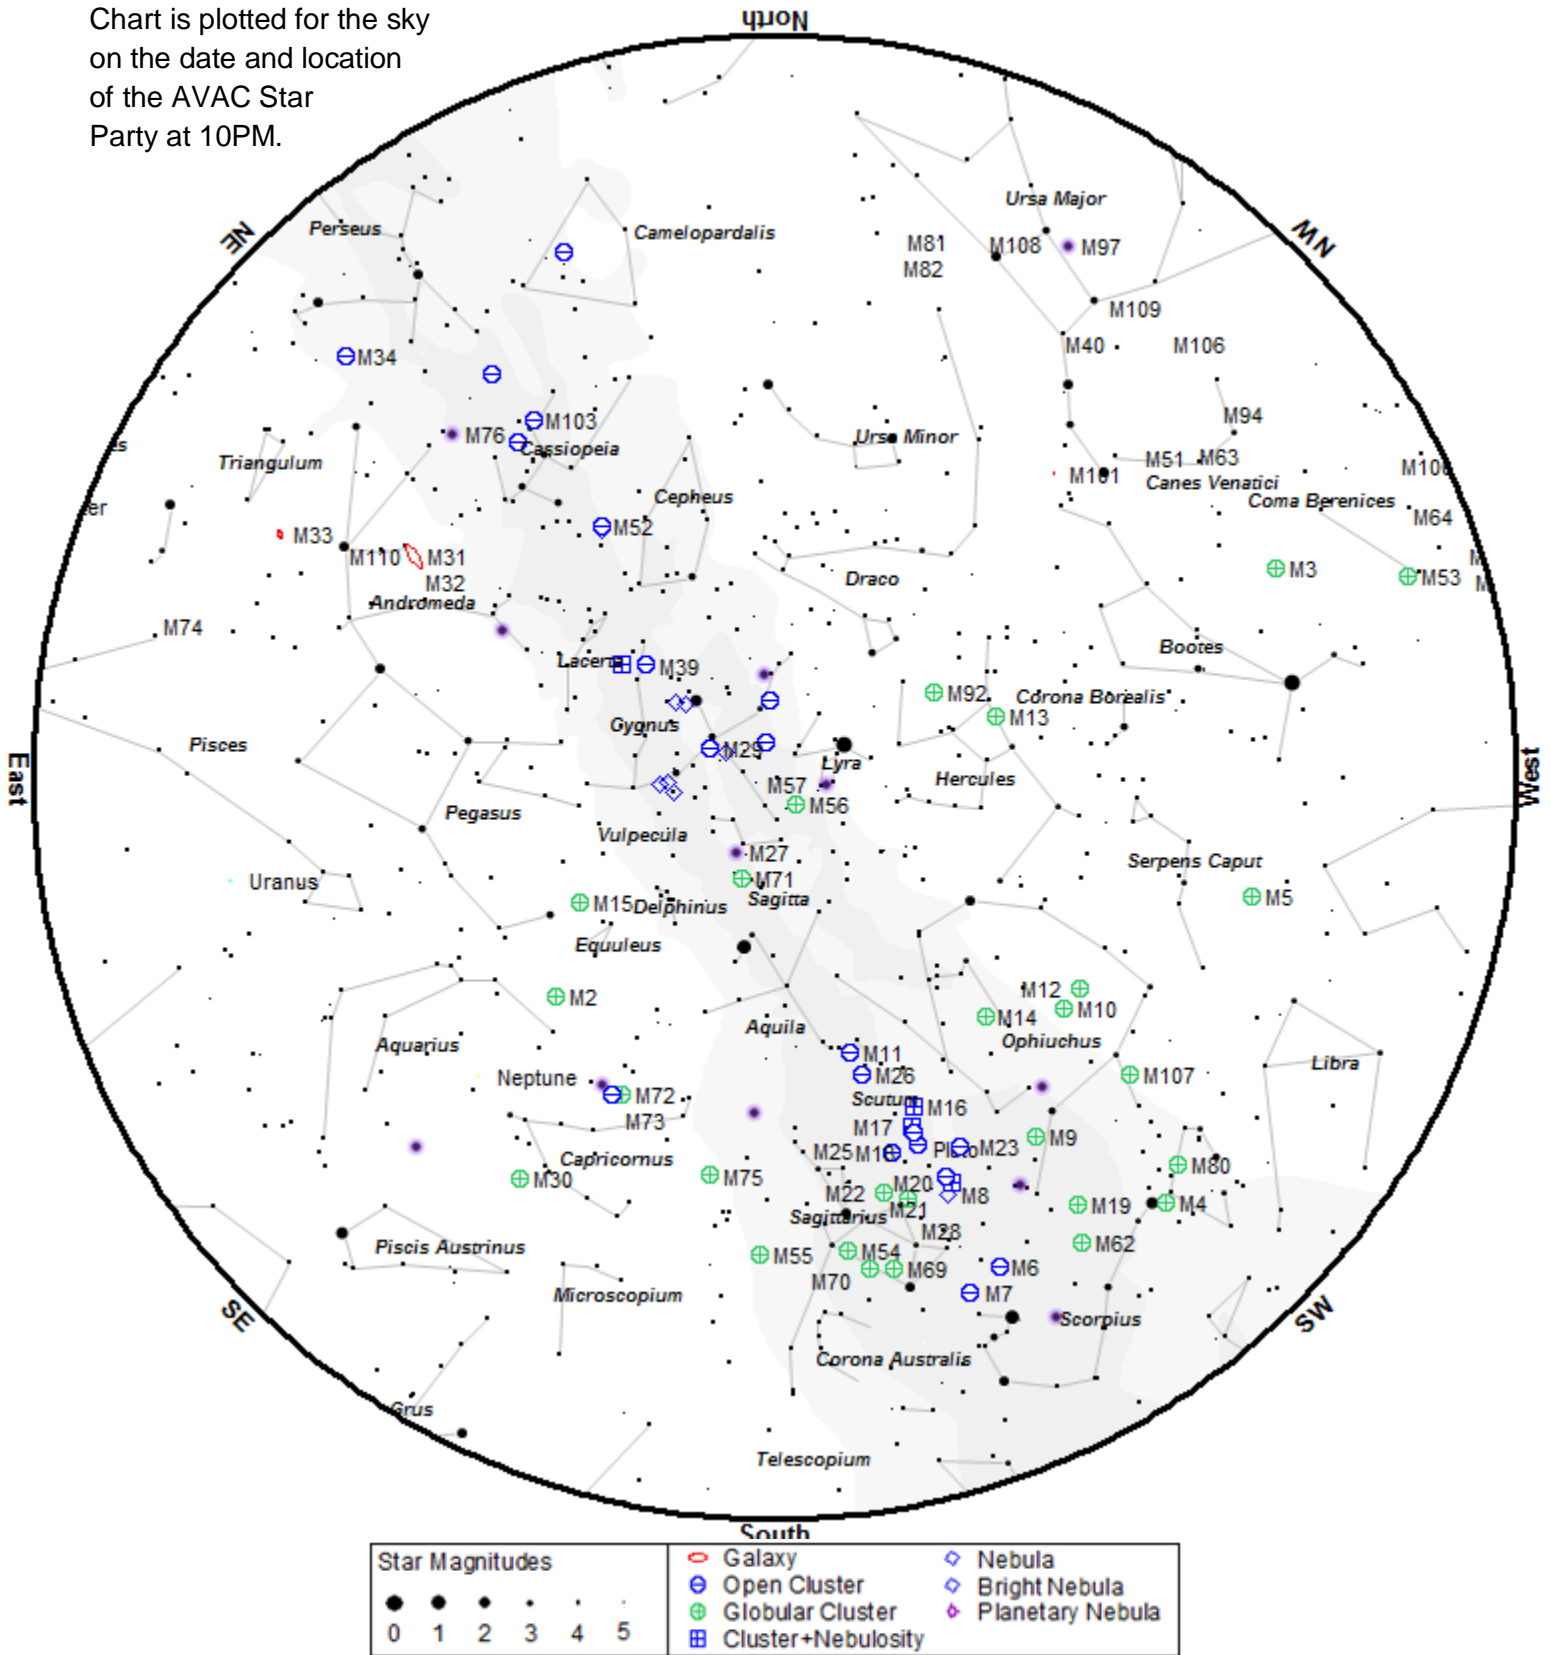 Chart is plotted for the sky
on the date and location
of the AVAC Star
Party at 10PM.
North
NE
NW
Perseus
Camelopardalis
Ursa Major
M81
M108
M97
M82
M109
M34
M40
M106
M103
M94
M76
Cassiopeia
Ursa Minor
Triangulum
M51
M63
M101
Canes Venatici
Coma Berenices
Cepheus
M64
M52
M33
M110
M31
M32
M3
M53
Draco
Andromeda
M74
Bootes
Lacerta
M39
M92
Corona Borealis
M13
Gygnus
Pisces
M29
East
West
Lyra
Hercules
M57
M56
Pegasus
Vulpecula
M27
Serpens Caput
M71
Uranus
Sagitta
M15
Delphinus
M5
Equuleus
M2
M12
M10
M14
Aquila
Ophiuchus
Aquarius
M11
Libra
Neptune
M26
M107
M72
Scutum
M16
M73
M17
M9
M25
M18
Pluto
M23
Capricornus
M80
M30
M75
M20
M22
M8
M21
M19
M4
Sagittarius
M28
Piscis Austrinus
M55
M54
M62
M70
M69
M6
Microscopium
M7
SE
SW
Scorpius
Corona Australis
Grus
Telescopium
South
Star Magnitudes
0 1 2 3 4 5
Galaxy
Open Cluster
Globular Cluster
Cluster+Nebulosity
Nebula
Bright Nebula
Planetary Nebula